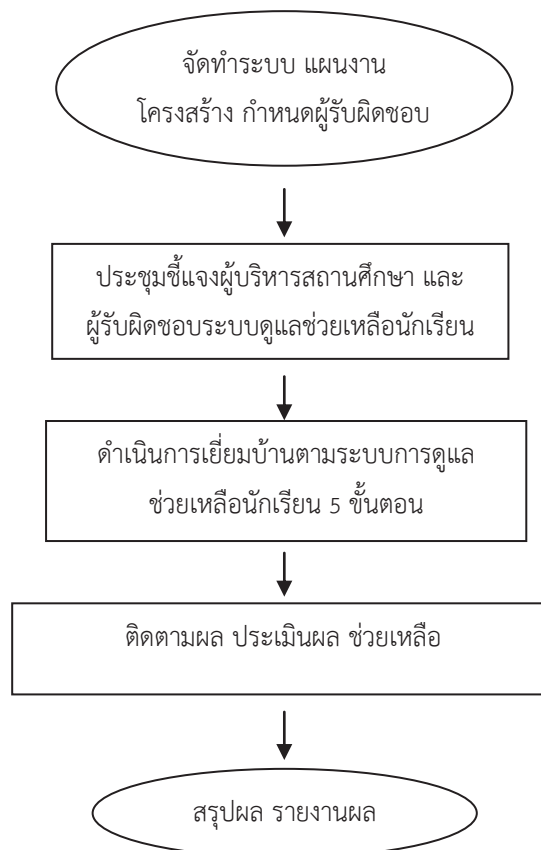 จัดทำระบบ แผนงาน
โครงสร้าง กำหนดผู้รับผิดชอบ
ประชุมชี้แจงผู้บริหารสถานศึกษา และ
ผู้รับผิดชอบระบบดูแลช่วยเหลือนักเรียน
ดำเนินการเยี่ยมบ้านตามระบบการดูแล
ช่วยเหลือนักเรียน 5 ขั้นตอน
ติดตามผล ประเมินผล ช่วยเหลือ
สรุปผล รายงานผล